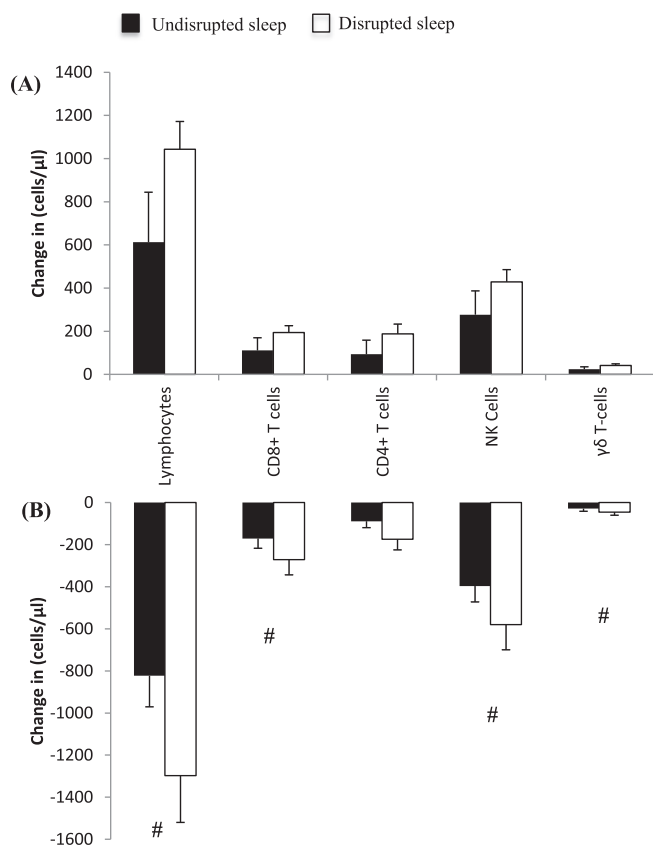 Undisrupted sleep
Disrupted sleep
(A)
Change in (cells/µl)
1400
1200
1000
800
600
400
200
0
Lymphocytes
CD8+ T cells
CD4+ T cells
NK Cells
γδ T-cells
(B)
Change in (cells/µl)
0
-200
-400
-600
-800
-1000
-1200
-1400
-1600
#
#
#
#